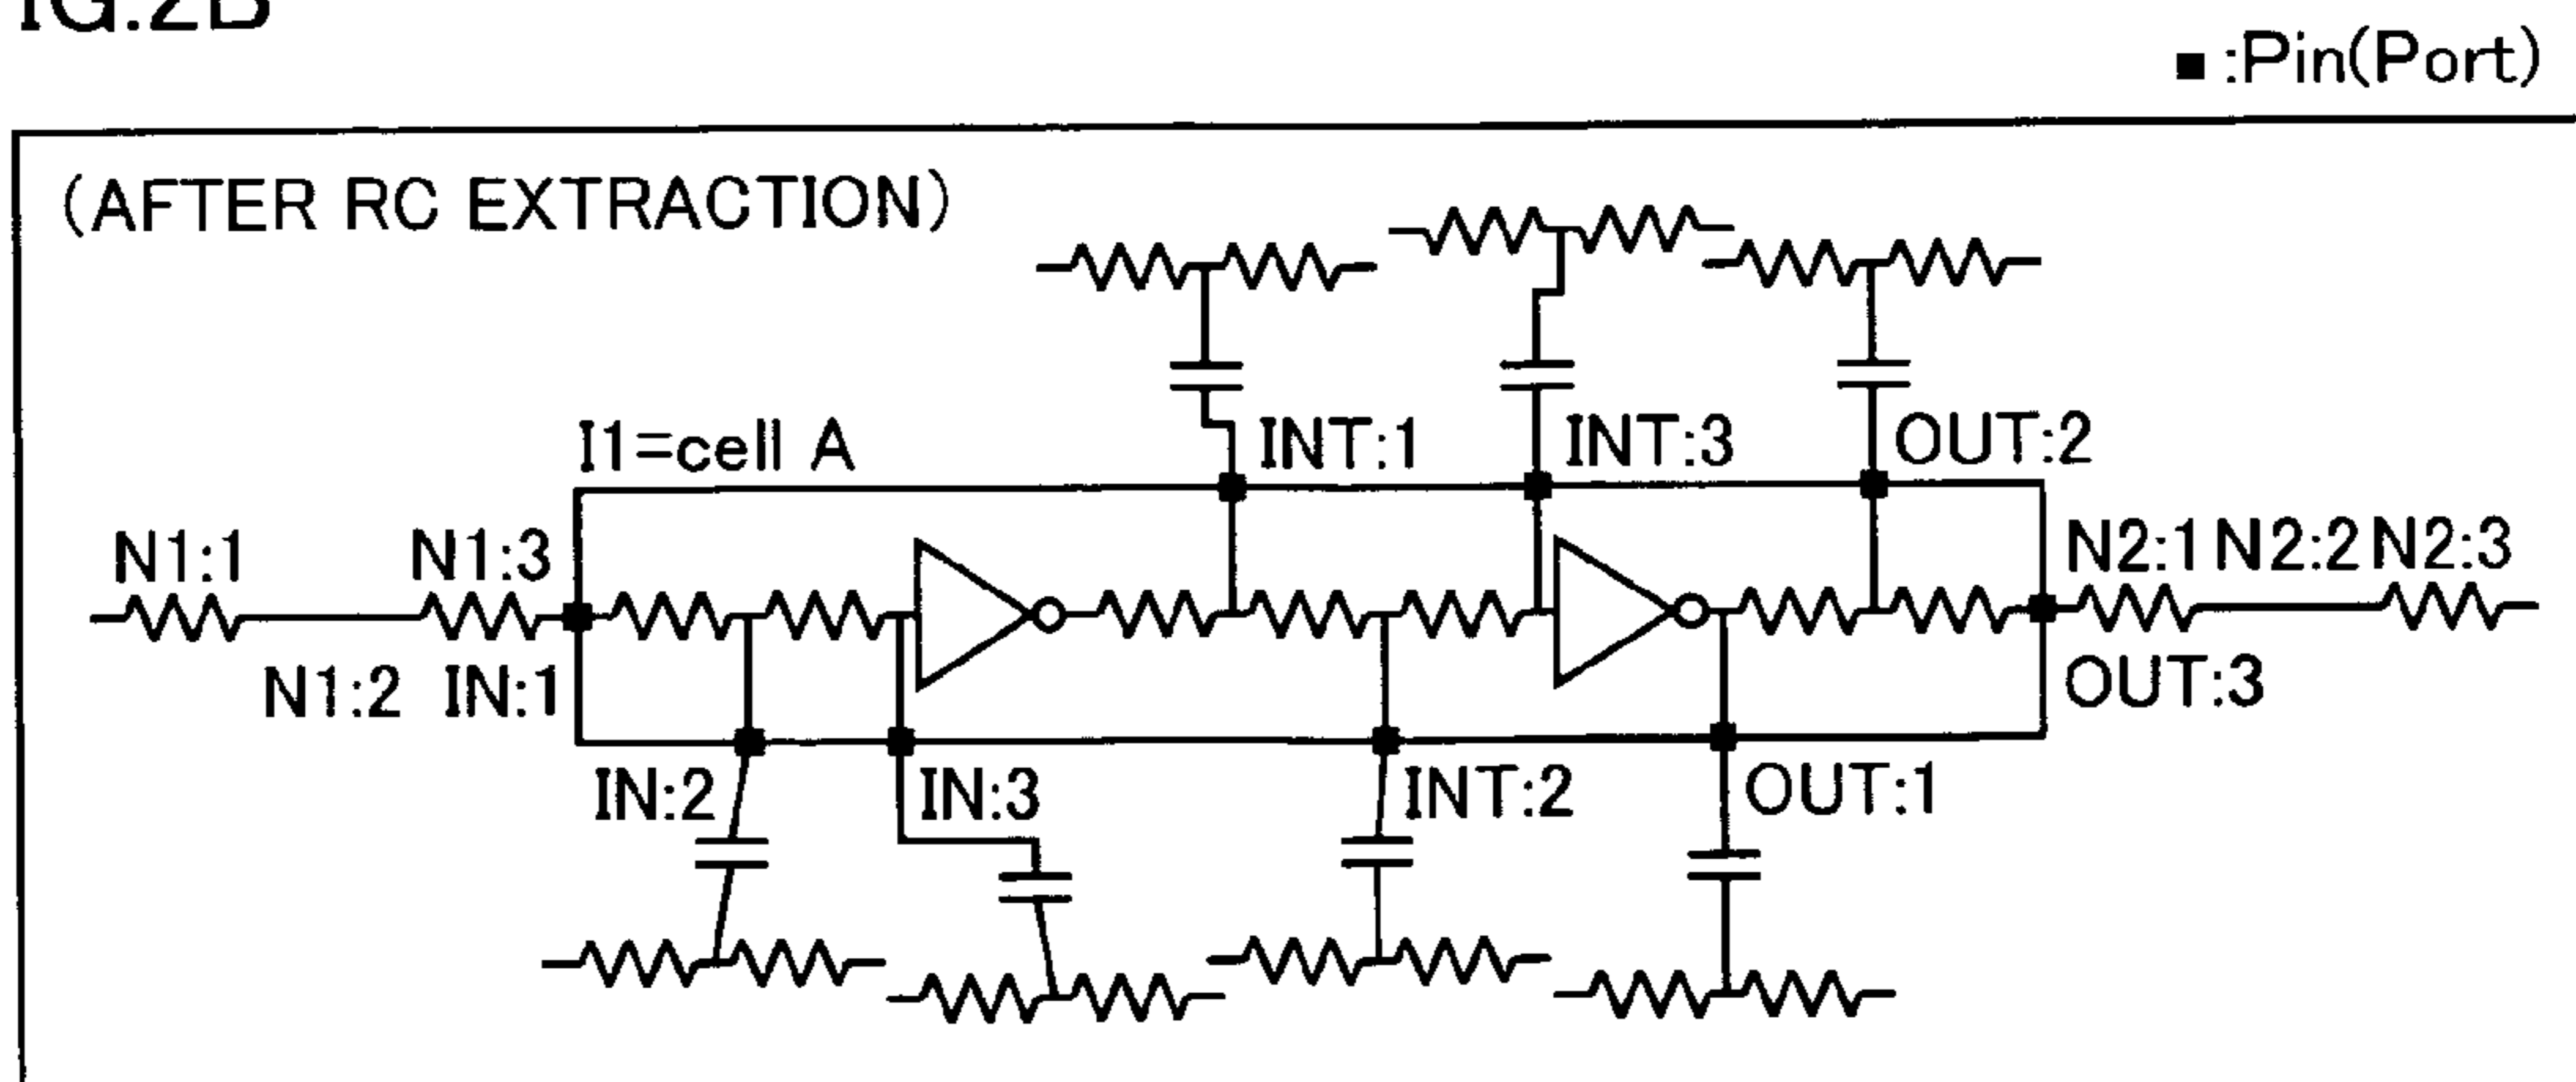 IG.2B
■ :Pin(Port)
(AFTER RC EXTRACTION)
I1=cell A
INT:1
INT:3
OUT:2
N1:1
N1:3
N2:1 N2:2 N2:3
N1:2
IN:1
OUT:3
IN:2
IN:3
INT:2
OUT:1